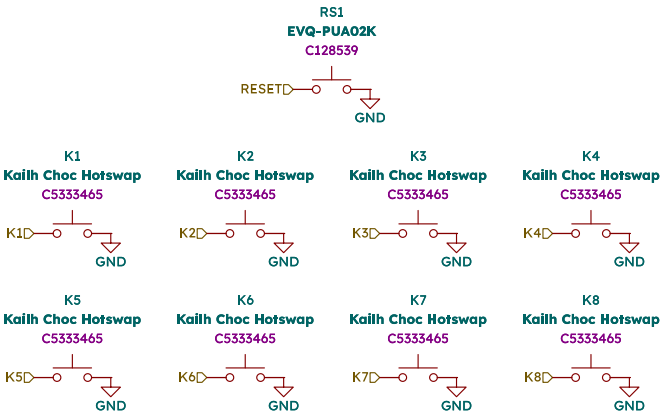 RS1
EVQ-PUA02K
C128539
RESET
GND
K1 K2 K3 K4
Kailh Choc Hotswap Kailh Choc Hotswap Kailh Choc Hotswap Kailh Choc Hotswap
C5333465 C5333465 C5333465 C5333465
K1 K2 K3 K4
GND GND GND GND
K5 K6 K7 K8
Kailh Choc Hotswap Kailh Choc Hotswap Kailh Choc Hotswap Kailh Choc Hotswap
C5333465 C5333465 C5333465 C5333465
K5 K6 K7 K8
GND GND GND GND